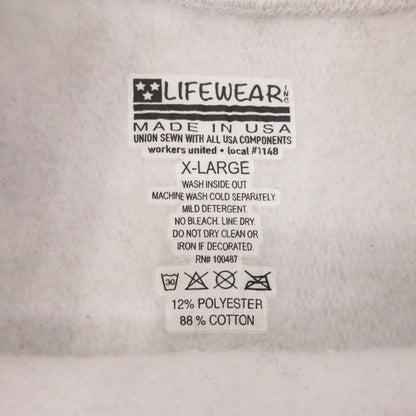 LIFEWEAR INC
MADE IN USA
UNION SEWN WITH ALL USA COMPONENTS
workers united • local #1148
X-LARGE
WASH INSIDE OUT
MACHINE WASH COLD SEPARATELY.
MILD DETERGENT.
NO BLEACH. LINE DRY.
DO NOT DRY CLEAN OR
IRON IF DECORATED.
RN# 100487
30
12% POLYESTER
88% COTTON